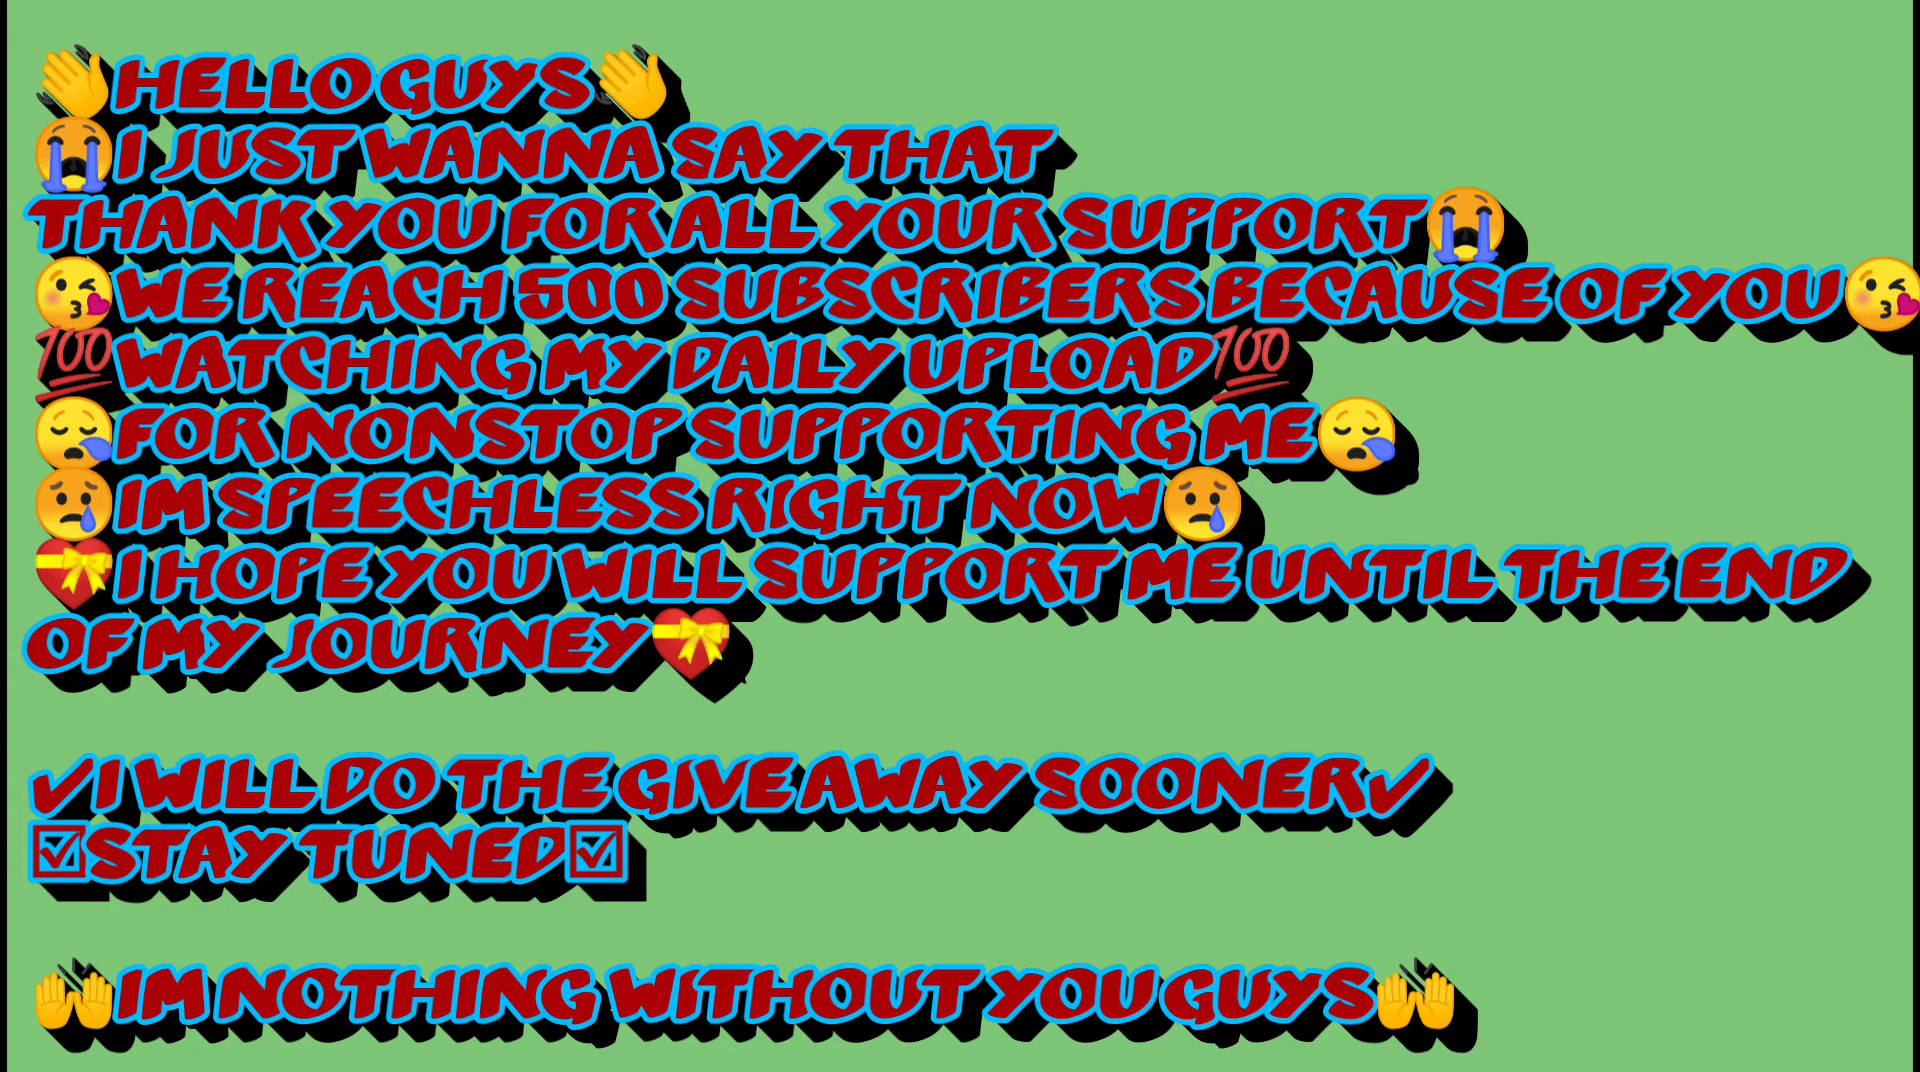 👋HELLO GUYS👋
😭I JUST WANNA SAY THAT
THANK YOU FOR ALL YOUR SUPPORT😭
😘WE REACH 500 SUBSCRIBERS BECAUSE OF YOU😘
💯WATCHING MY DAILY UPLOAD💯
😪FOR NONSTOP SUPPORTING ME😪
😢IM SPEECHLESS RIGHT NOW😢
💝I HOPE YOU WILL SUPPORT ME UNTIL THE END
OF MY JOURNEY💝
✓I WILL DO THE GIVE AWAY SOONER✓
☑STAY TUNED☑
🙌IM NOTHING WITHOUT YOU GUYS🙌